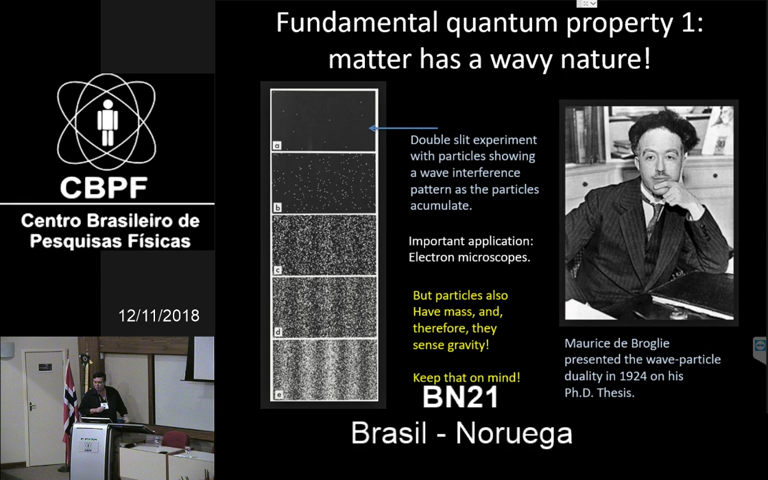 Fundamental quantum property 1:
matter has a wavy nature!
CBPF
Centro Brasileiro de
Pesquisas Físicas
12/11/2018
a
b
c
d
e
Double slit experiment
with particles showing
a wave interference
pattern as the particles
acumulate.
Important application:
Electron microscopes.
But particles also
Have mass, and,
therefore, they
sense gravity!
Keep that on mind!
Maurice de Broglie
presented the wave-particle
duality in 1924 on his
Ph.D. Thesis.
BN21
Brasil - Noruega